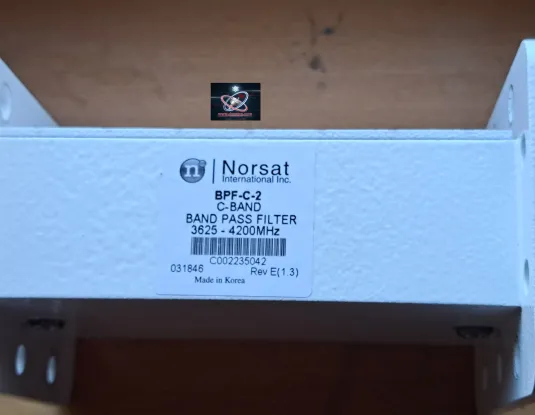 n
Norsat
International Inc.
BPF-C-2
C-BAND
BAND PASS FILTER
3625 - 4200MHz
C002235042
031846 Rev E(1.3)
Made in Korea